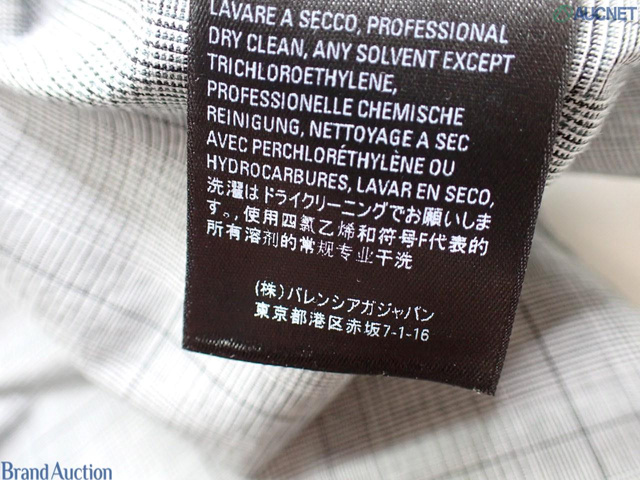 AUCNET
LAVARE A SECCO, PROFESSIONAL
DRY CLEAN, ANY SOLVENT EXCEPT
TRICHLOROETHYLENE,
PROFESSIONELLE CHEMISCHE
REINIGUNG, NETTOYAGE A SEC
AVEC PERCHLORÉTHYLÈNE OU
HYDROCARBURES, LAVAR EN SECO,
洗濯はドライクリーニングでお願いしま
す。, 使用四氯乙烯和符号F代表的
所有溶剂的常规专业干洗
(株)バレンシアガジャパン
東京都港区赤坂7-1-16
Brand Auction